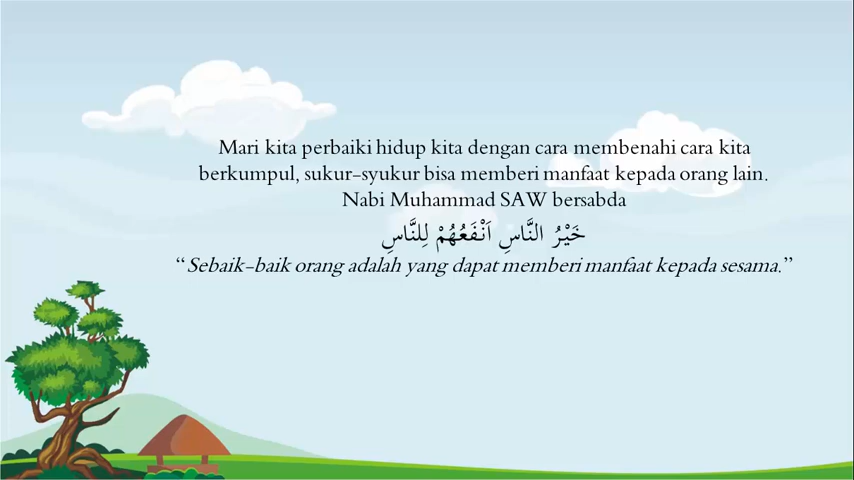 Mari kita perbaiki hidup kita dengan cara membenahi cara kita
berkumpul, sukur-syukur bisa memberi manfaat kepada orang lain.
Nabi Muhammad SAW bersabda
خَيْرُ النَّاسِ اَنْفَعُهُمْ لِلنَّاسِ
“Sebaik-baik orang adalah yang dapat memberi manfaat kepada sesama.”